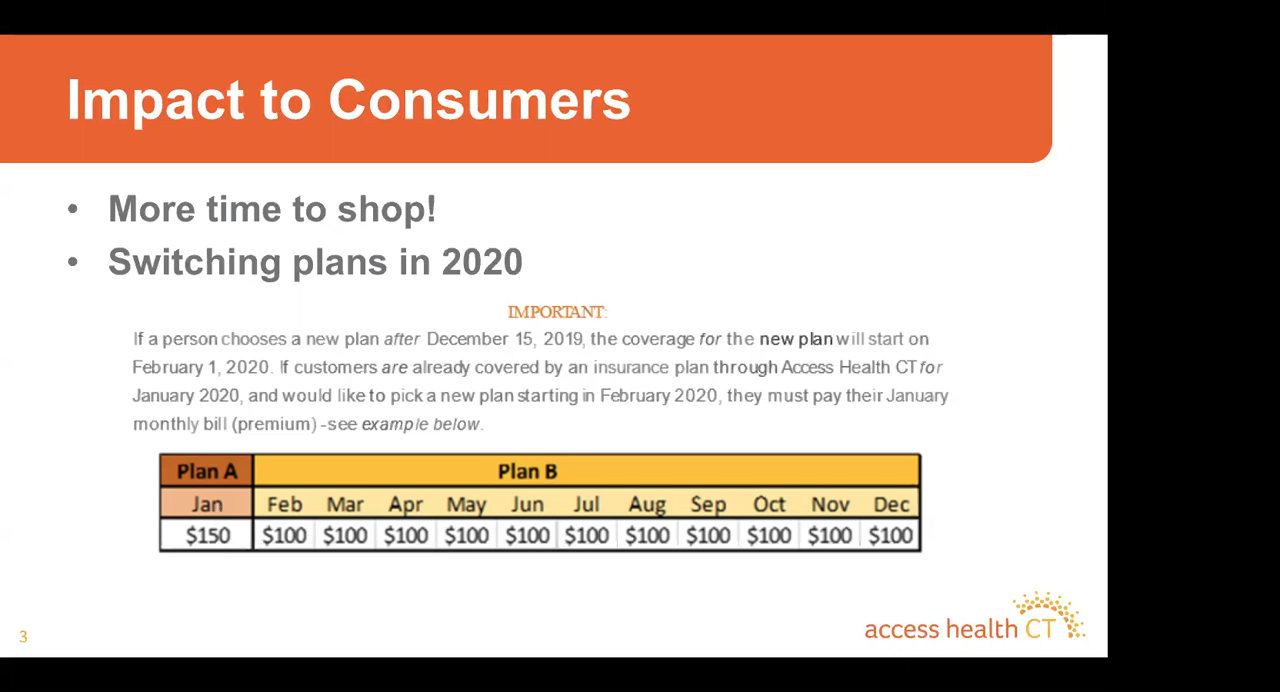 Impact to Consumers
• More time to shop!
• Switching plans in 2020
IMPORTANT:
If a person chooses a new plan after December 15, 2019, the coverage for the new plan will start on
February 1, 2020. If customers are already covered by an insurance plan through Access Health CT for
January 2020, and would like to pick a new plan starting in February 2020, they must pay their January
monthly bill (premium) -see example below.
Plan A Plan B
Jan Feb Mar Apr May Jun Jul Aug Sep Oct Nov Dec
$150 $100 $100 $100 $100 $100 $100 $100 $100 $100 $100 $100
access health CT
3